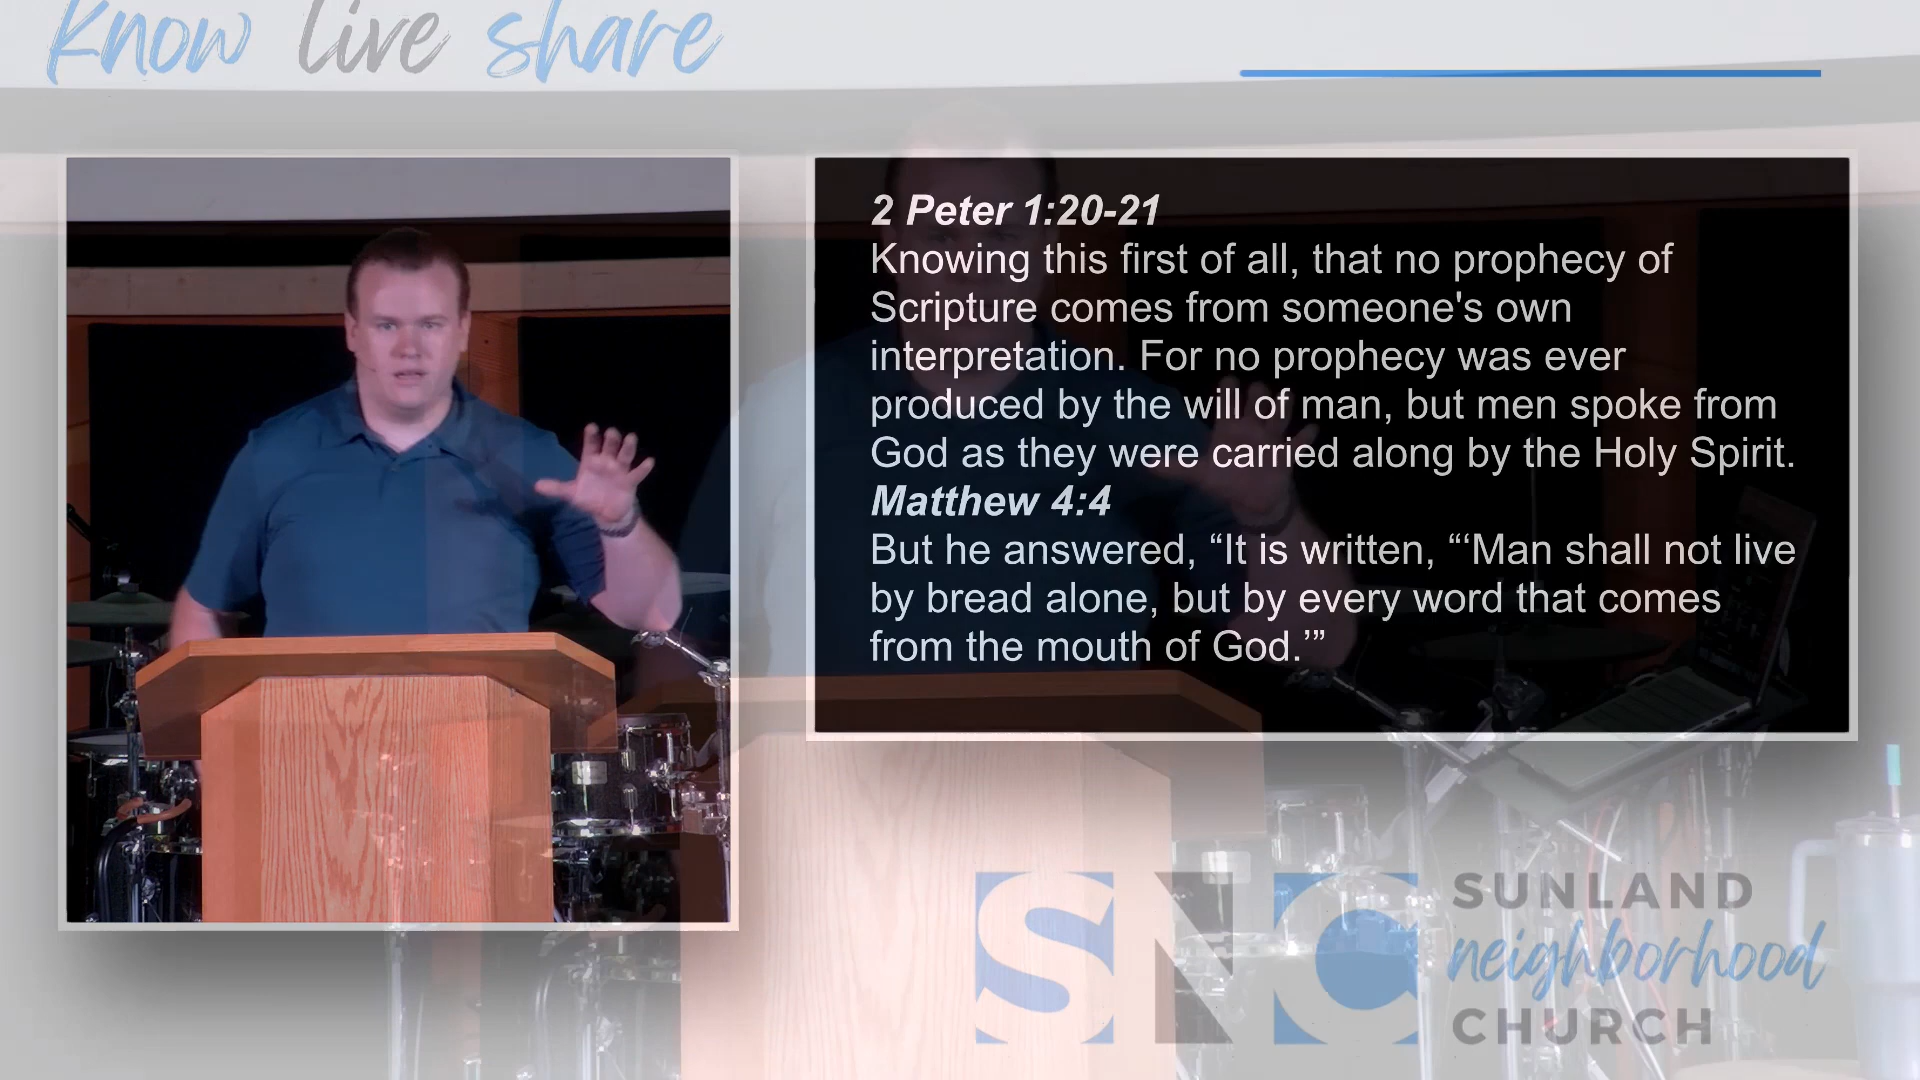 Know live share
2 Peter 1:20-21
Knowing this first of all, that no prophecy of
Scripture comes from someone's own
interpretation. For no prophecy was ever
produced by the will of man, but men spoke from
God as they were carried along by the Holy Spirit.
Matthew 4:4
But he answered, “It is written, “‘Man shall not live
by bread alone, but by every word that comes
from the mouth of God.’”
SNC
SUNLAND
neighborhood
CHURCH